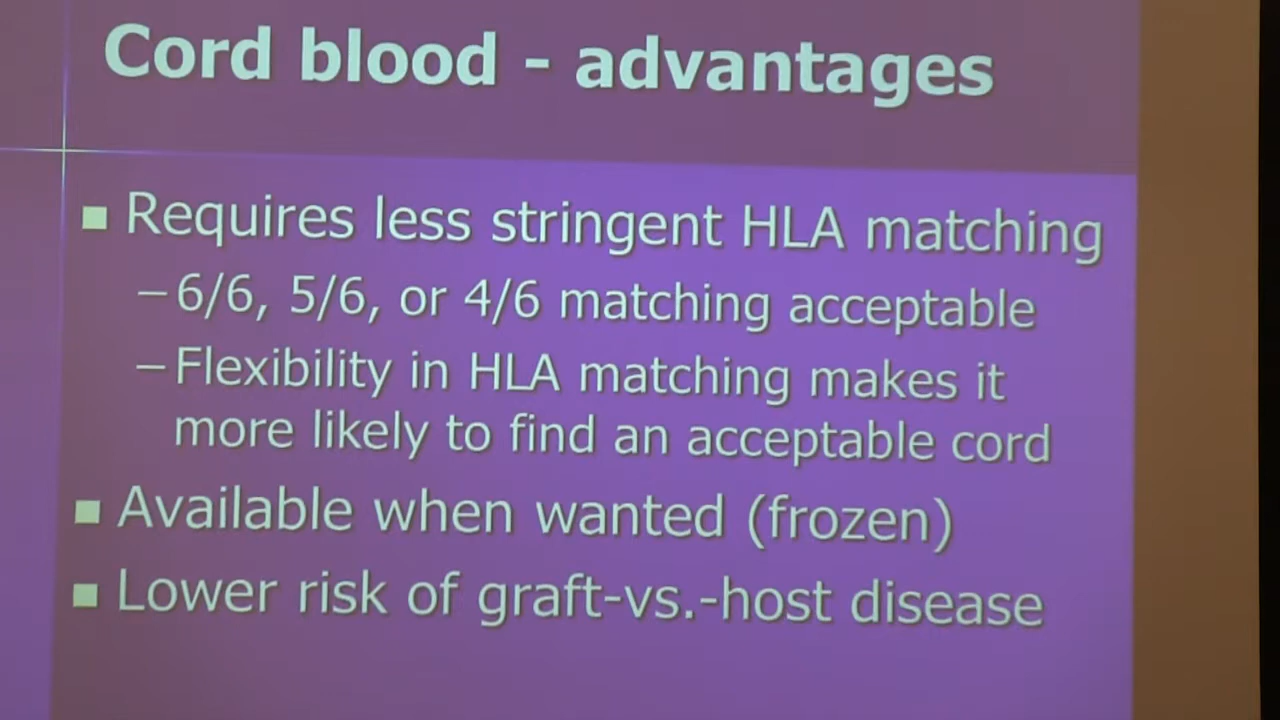 Cord blood - advantages
■ Requires less stringent HLA matching
– 6/6, 5/6, or 4/6 matching acceptable
– Flexibility in HLA matching makes it
more likely to find an acceptable cord
■ Available when wanted (frozen)
■ Lower risk of graft-vs.-host disease